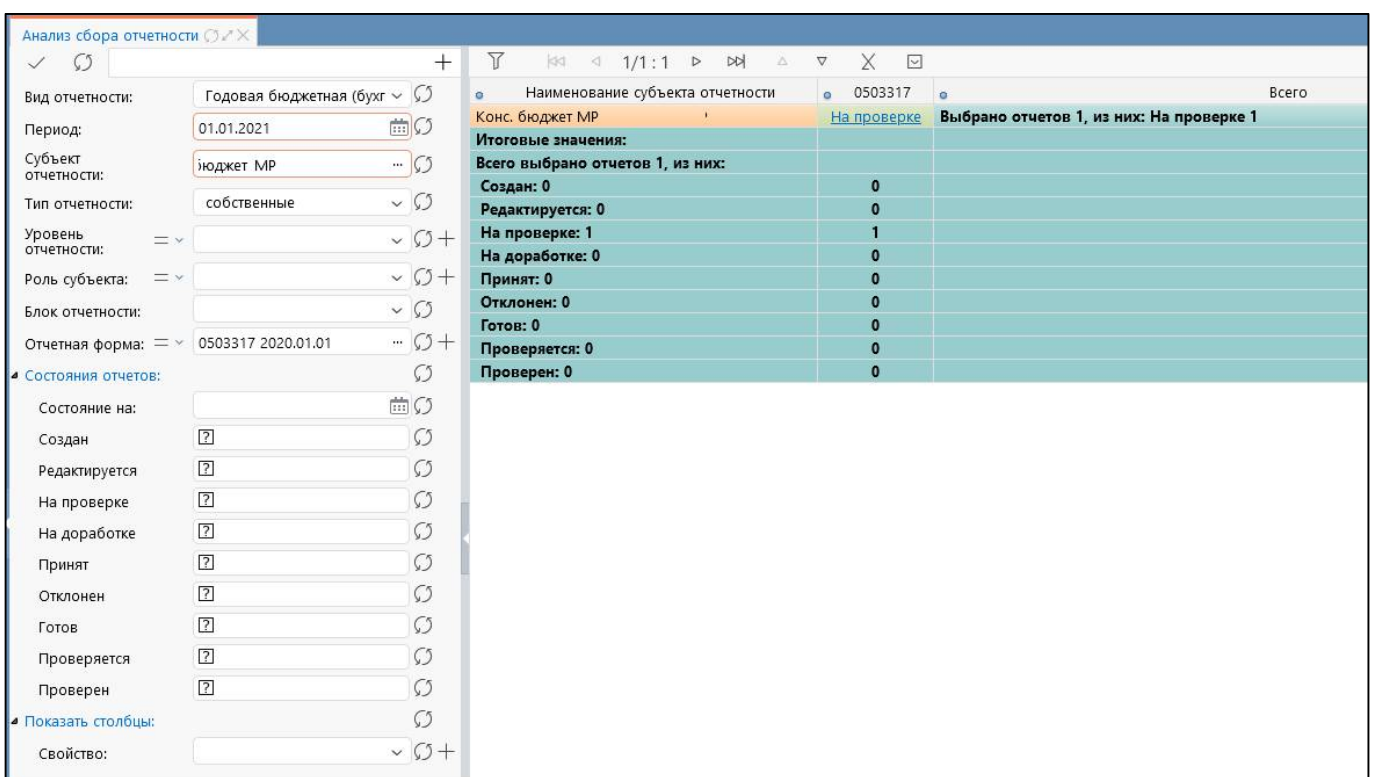 Анализ сбора отчетности
1/1 : 1
Вид отчетности: Годовая бюджетная (бухг
Период: 01.01.2021
Субъект отчетности: бюджет МР
Тип отчетности: собственные
Уровень отчетности: =
Роль субъекта: =
Блок отчетности:
Отчетная форма: = 0503317 2020.01.01 ...
Состояния отчетов:
Состояние на:
Создан ?
Редактируется ?
На проверке ?
На доработке ?
Принят ?
Отклонен ?
Готов ?
Проверяется ?
Проверен ?
Показать столбцы:
Свойство:
Наименование субъекта отчетности 0503317 Всего
Конс. бюджет МР На проверке Выбрано отчетов 1, из них: На проверке 1
Итоговые значения:
Всего выбрано отчетов 1, из них:
Создан: 0 0
Редактируется: 0 0
На проверке: 1 1
На доработке: 0 0
Принят: 0 0
Отклонен: 0 0
Готов: 0 0
Проверяется: 0 0
Проверен: 0 0